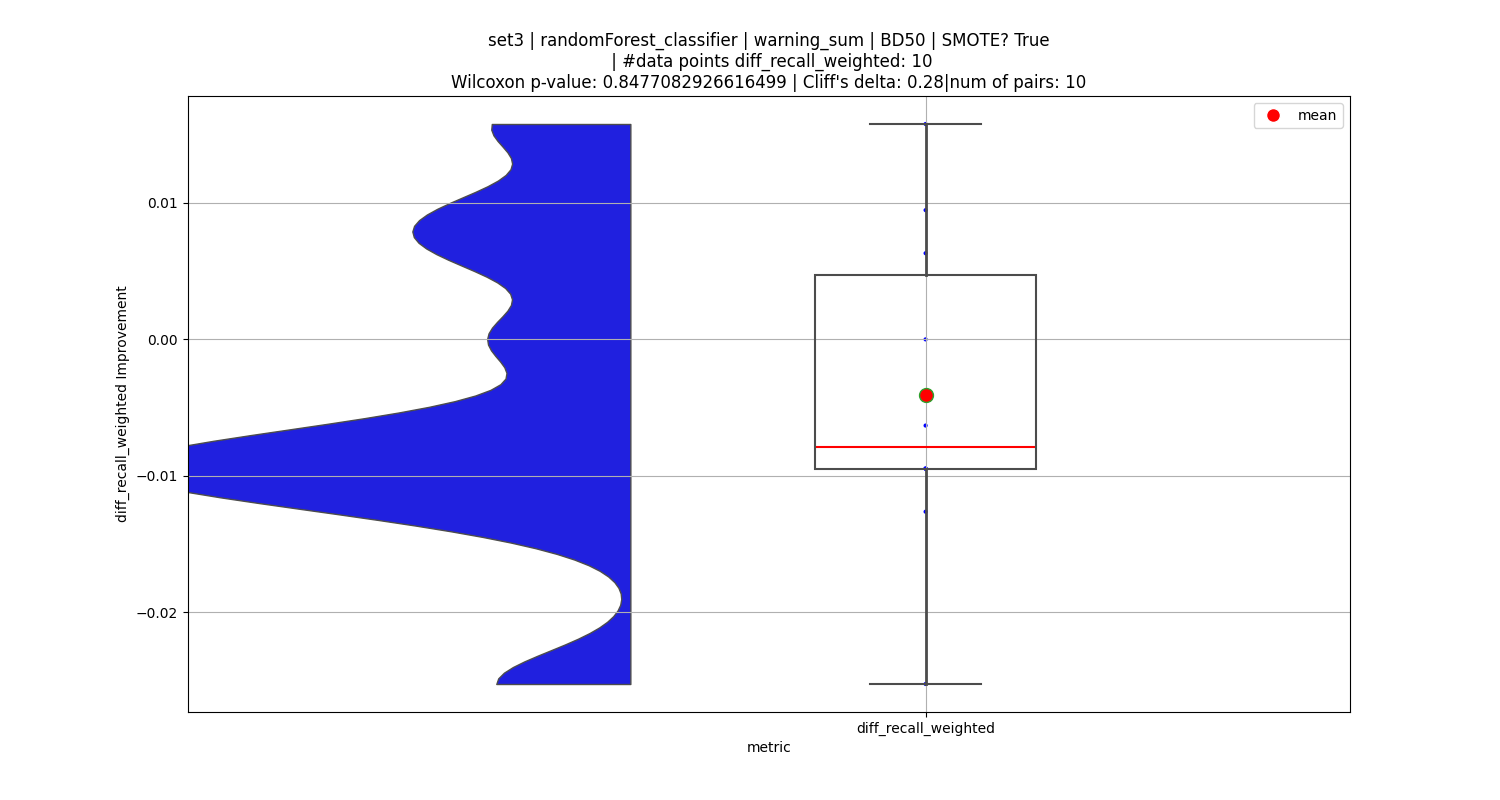 set3 | randomForest_classifier | warning_sum | BD50 | SMOTE? True
| #data points diff_recall_weighted: 10
Wilcoxon p-value: 0.8477082926616499 | Cliff's delta: 0.28|num of pairs: 10
mean
0.01
0.00
−0.01
−0.02
diff_recall_weighted Improvement
diff_recall_weighted
metric